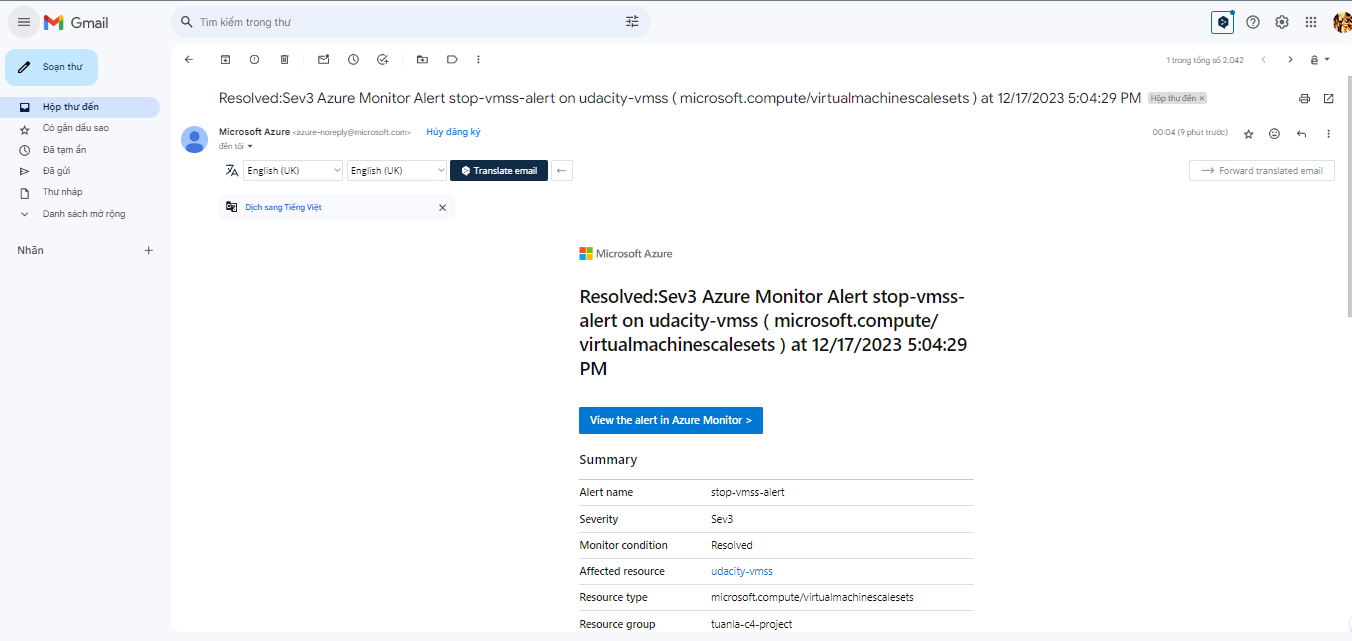 Gmail
Tìm kiếm trong thư
Soạn thư
Hộp thư đến
Có gắn dấu sao
Đã tạm ẩn
Đã gửi
Thư nháp
Danh sách mở rộng
Nhãn
1 trong tổng số 2.042
Resolved:Sev3 Azure Monitor Alert stop-vmss-alert on udacity-vmss ( microsoft.compute/virtualmachinescalesets ) at 12/17/2023 5:04:29 PM Hộp thư đến ×
Microsoft Azure <azure-noreply@microsoft.com> Hủy đăng ký
00:04 (9 phút trước)
đến tôi
English (UK) English (UK) Translate email ←
→ Forward translated email
Dịch sang Tiếng Việt
Microsoft Azure
Resolved:Sev3 Azure Monitor Alert stop-vmss-
alert on udacity-vmss ( microsoft.compute/
virtualmachinescalesets ) at 12/17/2023 5:04:29
PM
View the alert in Azure Monitor >
Summary
Alert name stop-vmss-alert
Severity Sev3
Monitor condition Resolved
Affected resource udacity-vmss
Resource type microsoft.compute/virtualmachinescalesets
Resource group tuanla-c4-project